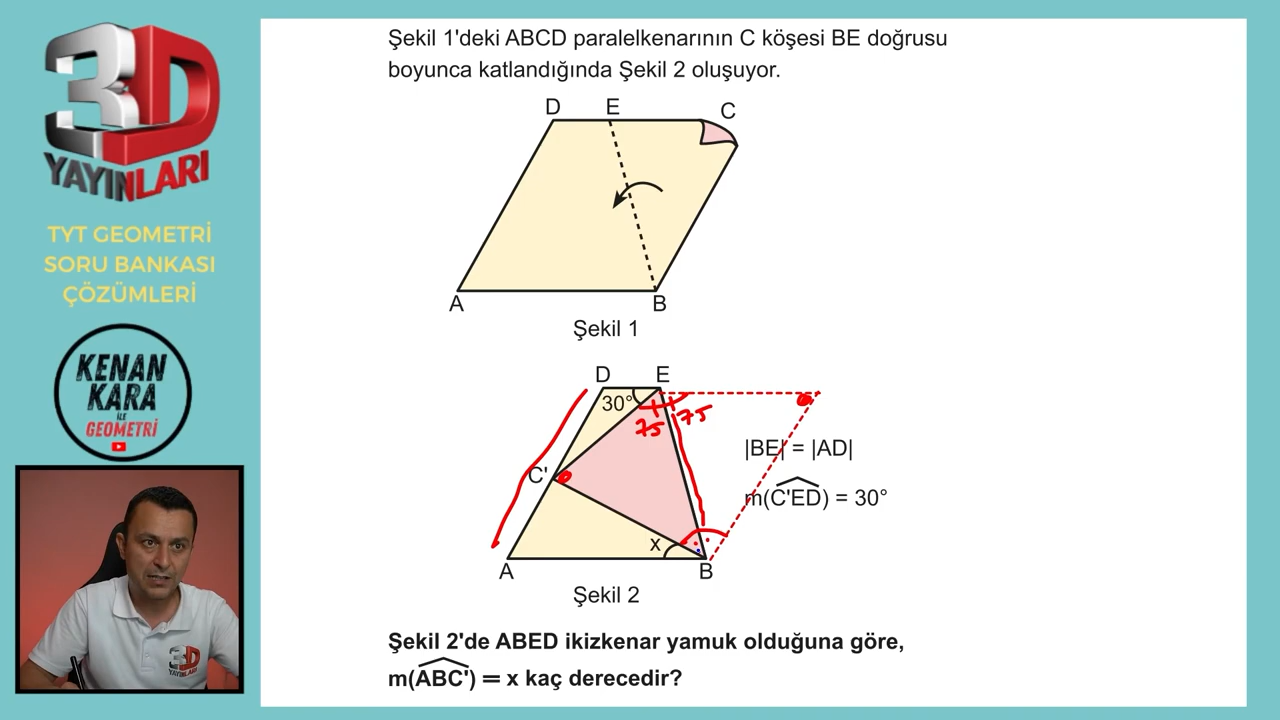 3D
YAYINLARI
TYT GEOMETRİ
SORU BANKASI
ÇÖZÜMLERİ
KENAN
KARA
İLE
GEOMETRİ
3D
YAYINLARI
Şekil 1'deki ABCD paralelkenarının C köşesi BE doğrusu
boyunca katlandığında Şekil 2 oluşuyor.
D E C
A B
Şekil 1
D E
30°
75 75
C'
|BE| = |AD|
m(C'ED) = 30°
x
A B
Şekil 2
Şekil 2'de ABED ikizkenar yamuk olduğuna göre,
m(ABC') = x kaç derecedir?